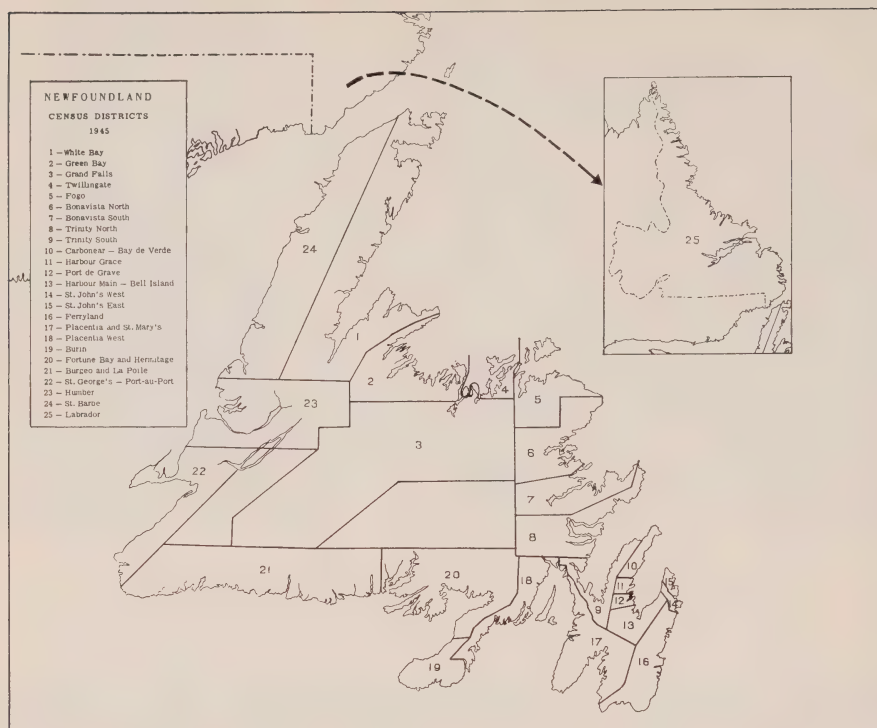 NEWFOUNDLAND
CENSUS DISTRICTS
1945
1 – White Bay
2 – Green Bay
3 – Grand Falls
4 – Twillingate
5 – Fogo
6 – Bonavista North
7 – Bonavista South
8 – Trinity North
9 – Trinity South
10 – Carbonear – Bay de Verde
11 – Harbour Grace
12 – Port de Grave
13 – Harbour Main – Bell Island
14 – St. John's West
15 – St. John's East
16 – Ferryland
17 – Placentia and St. Mary's
18 – Placentia West
19 – Burin
20 – Fortune Bay and Hermitage
21 – Burgeo and La Poile
22 – St. George's – Port-au-Port
23 – Humber
24 – St. Barbe
25 – Labrador
25
24
1
2
4
5
23
3
6
22
7
8
21
20
18
10
11
15
12
14
9
13
17
16
19